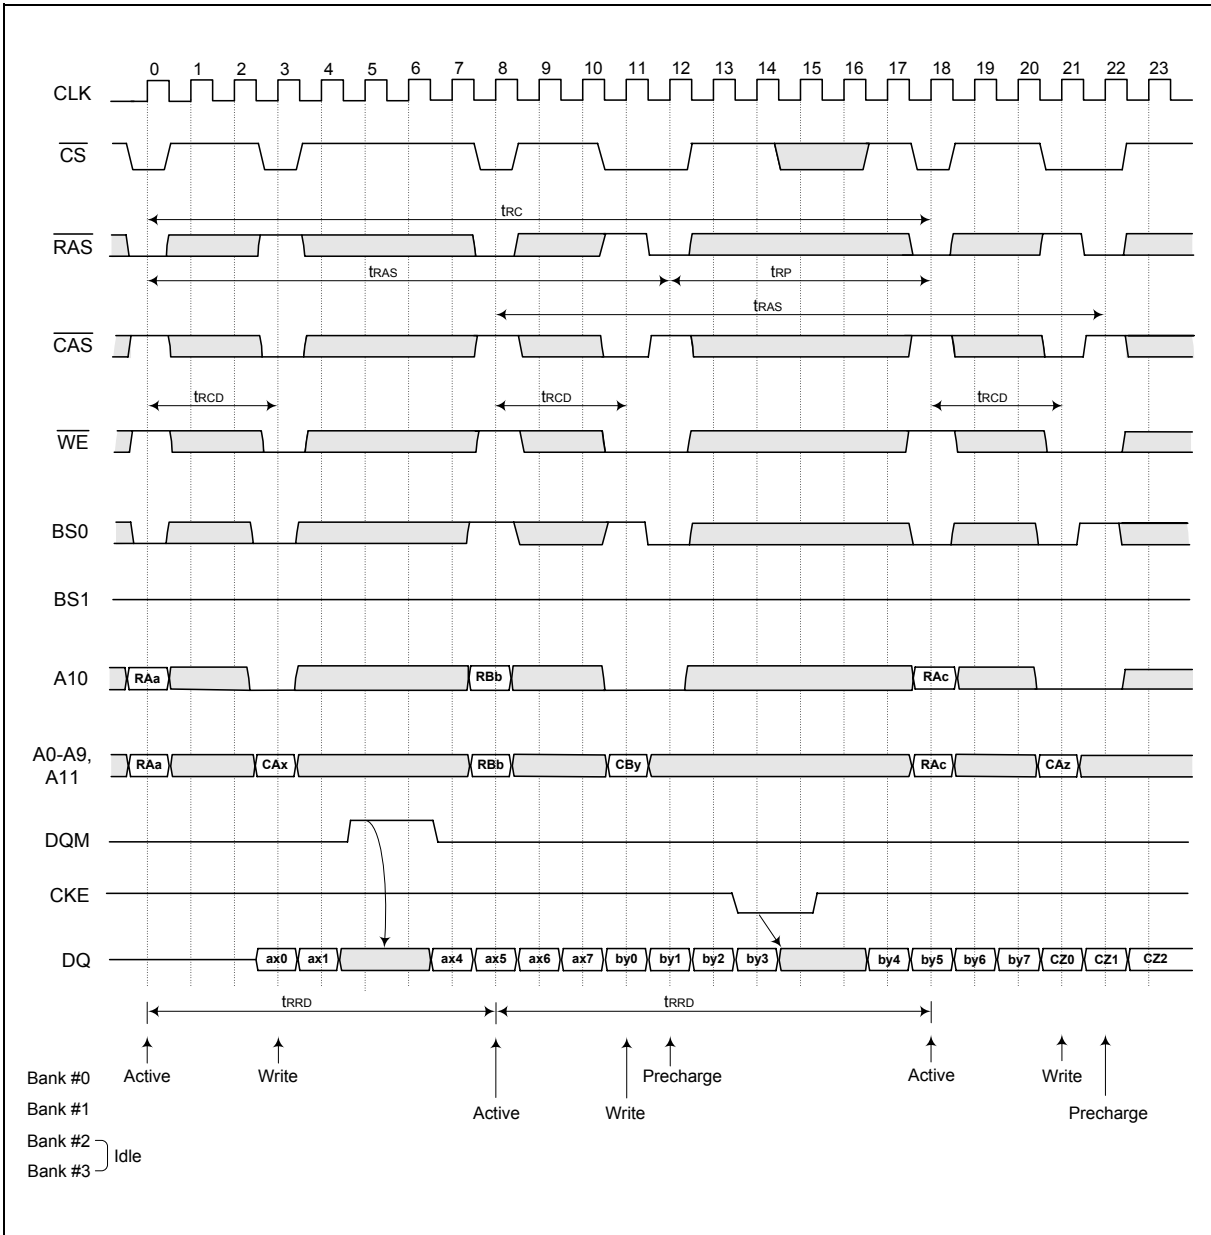 0 1 2 3 4 5 6 7 8 9 10 11 12 13 14 15 16 17 18 19 20 21 22 23
CLK
CS
tRC
RAS
tRAS tRP
tRAS
CAS
tRCD tRCD tRCD
WE
BS0
BS1
A10 RAa RBb RAc
A0-A9,
A11
RAa CAx RBb CBy RAc CAz
DQM
CKE
DQ ax0 ax1 ax4 ax5 ax6 ax7 by0 by1 by2 by3 by4 by5 by6 by7 CZ0 CZ1 CZ2
tRRD tRRD
Bank #0 Active Write Precharge Active Write
Bank #1 Active Write Precharge
Bank #2
Idle
Bank #3